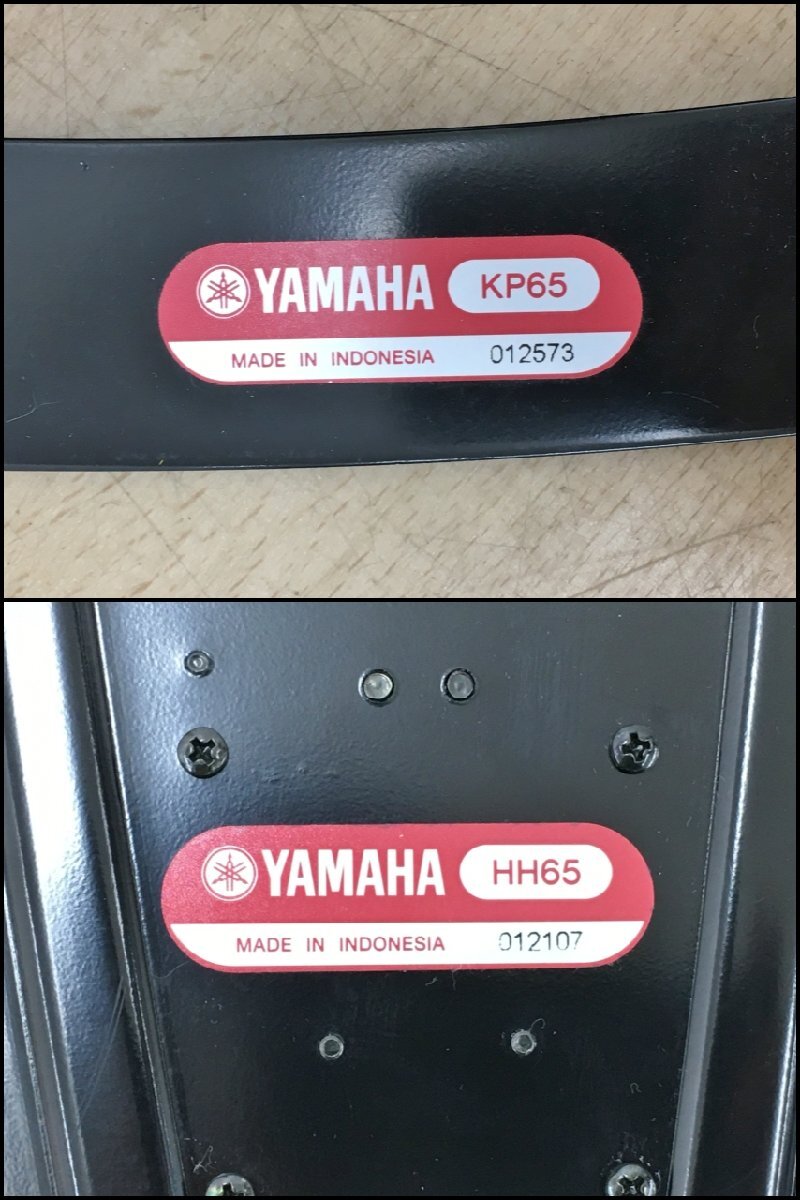 YAMAHA KP65
MADE IN INDONESIA 012573
YAMAHA HH65
MADE IN INDONESIA 012107